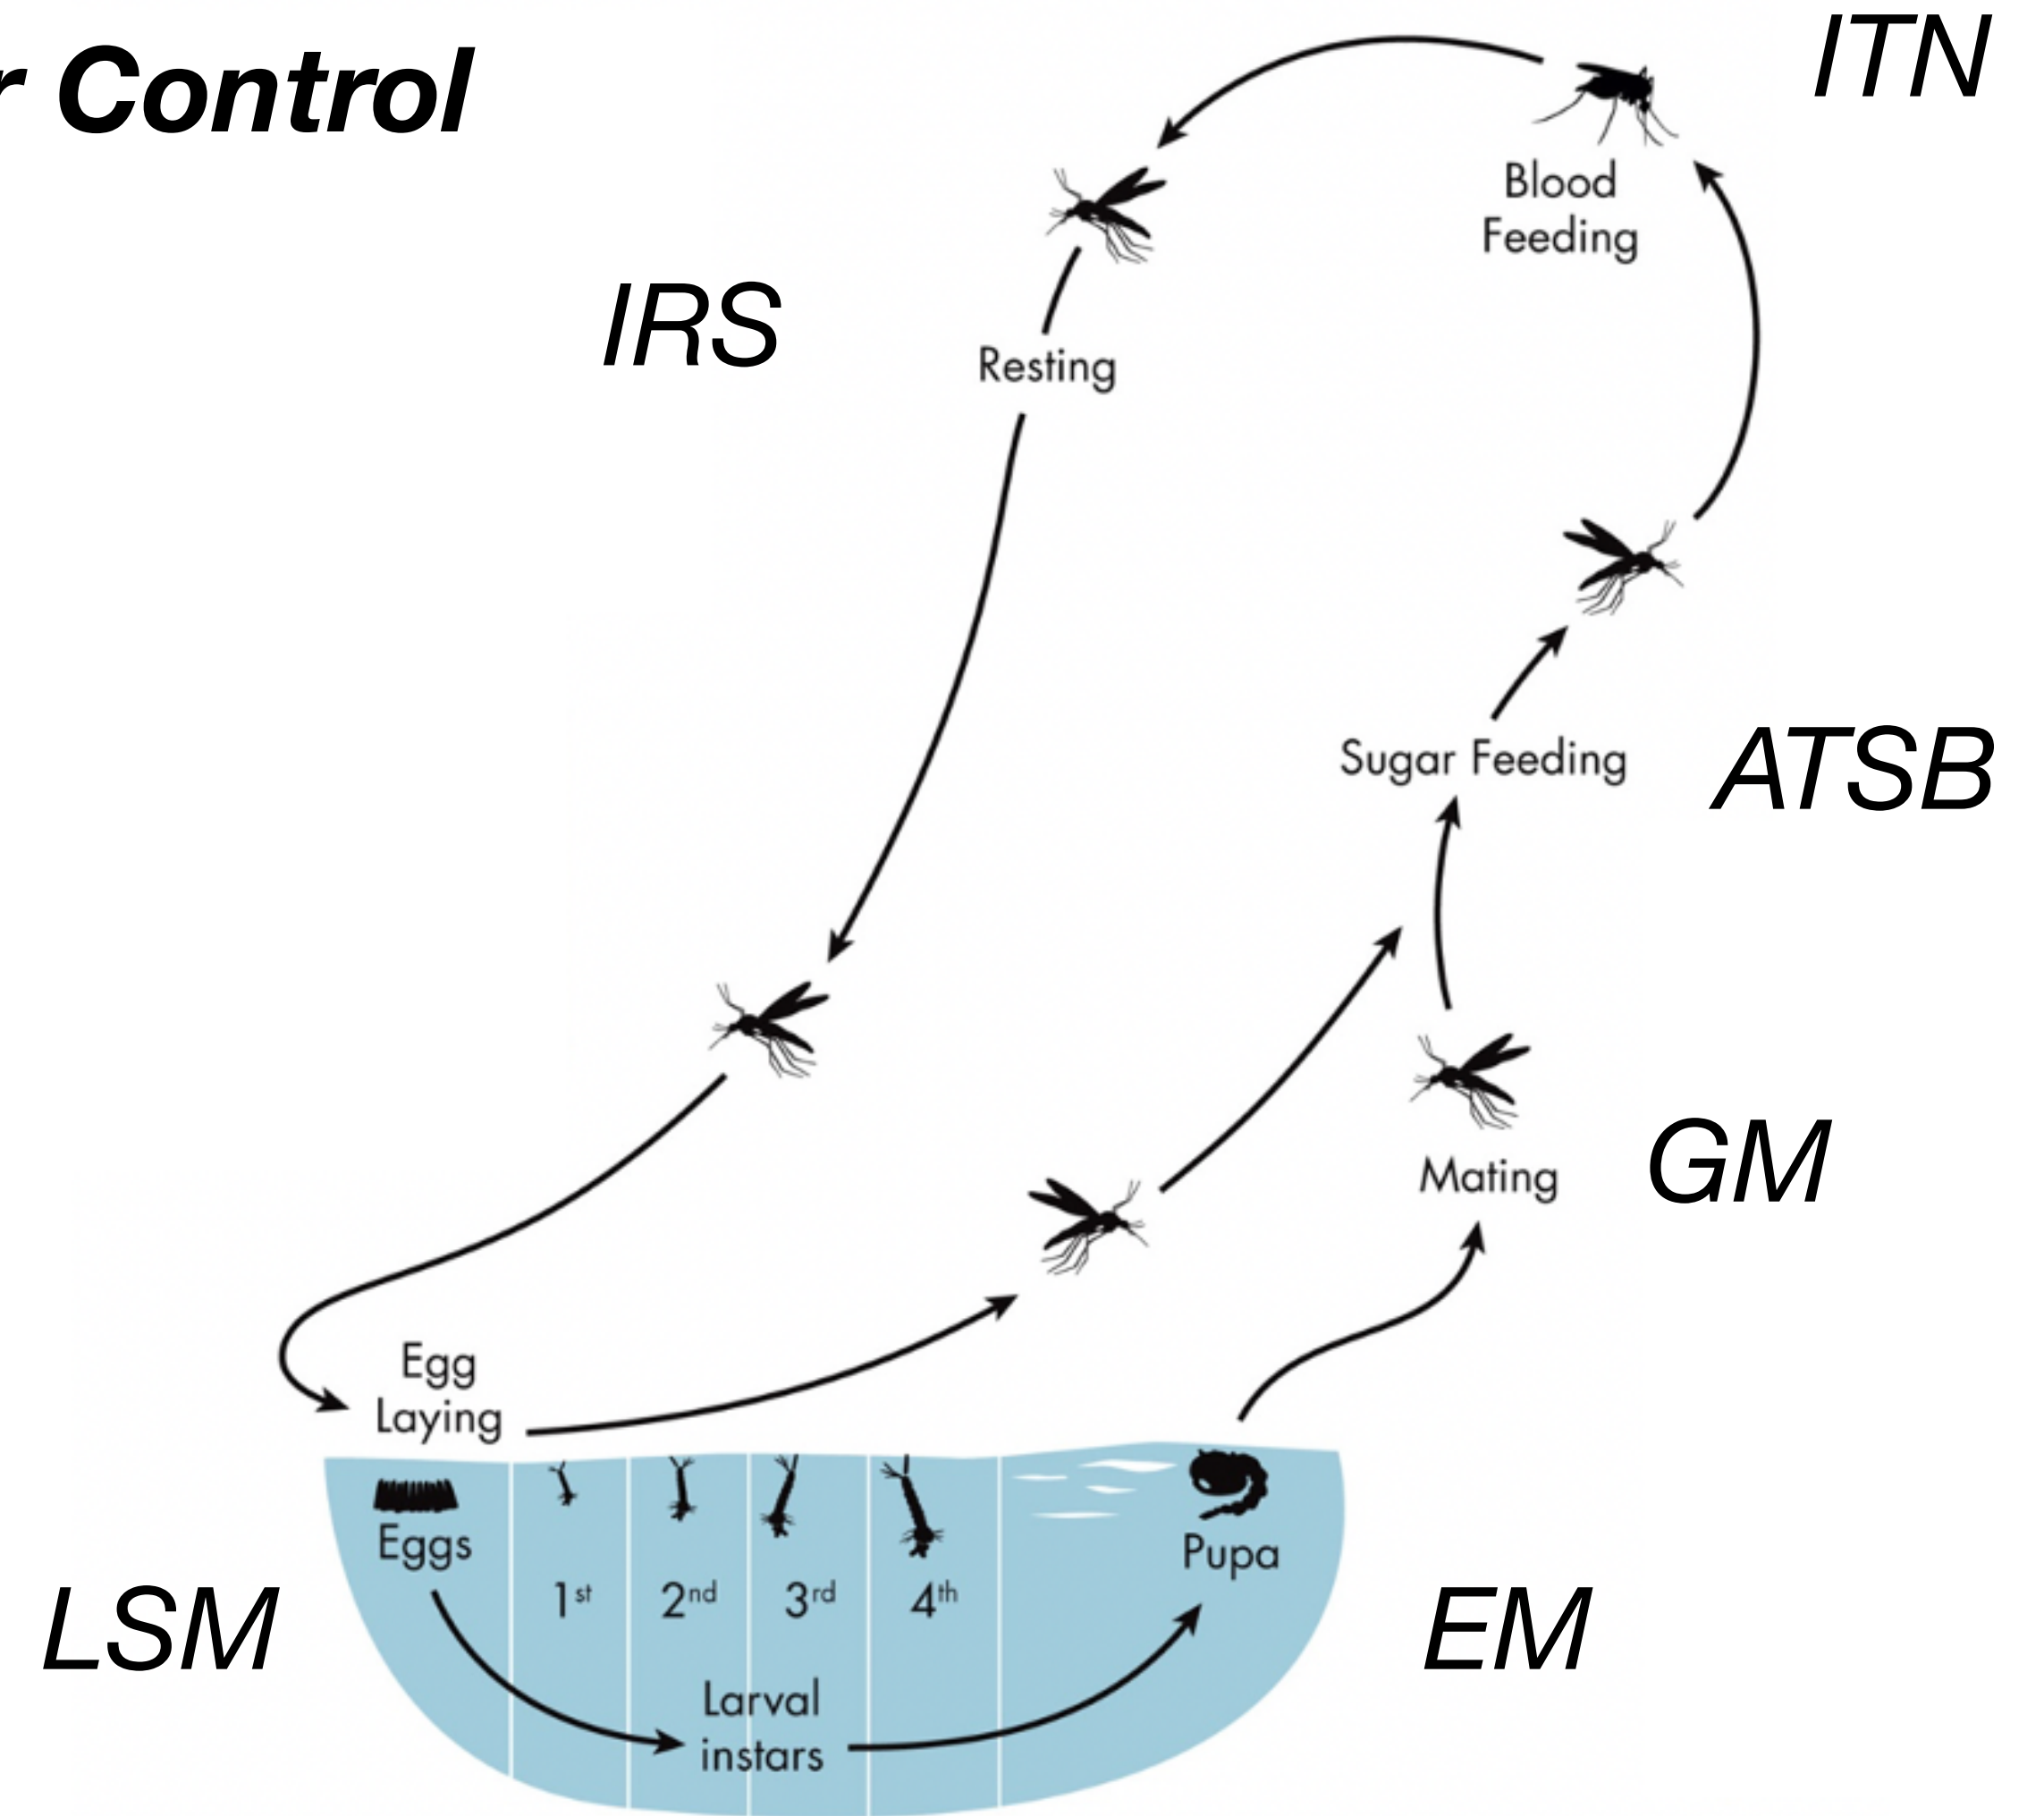 r Control
ITN
Blood
Feeding
IRS
Resting
Sugar Feeding
ATSB
Mating
GM
Egg
Laying
Eggs
1st
2nd
3rd
4th
Pupa
LSM
EM
Larval
instars